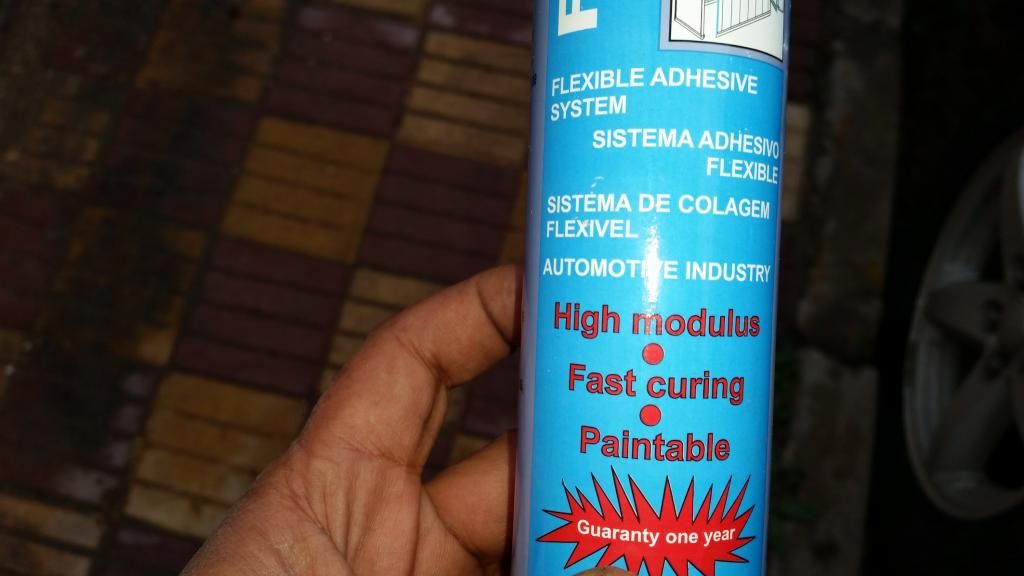 FLEXIBLE ADHESIVE
SYSTEM
SISTEMA ADHESIVO
FLEXIBLE
SISTÉMA DE COLAGEM
FLEXIVEL
AUTOMOTIVE INDUSTRY
High modulus
Fast curing
Paintable
Guaranty one year